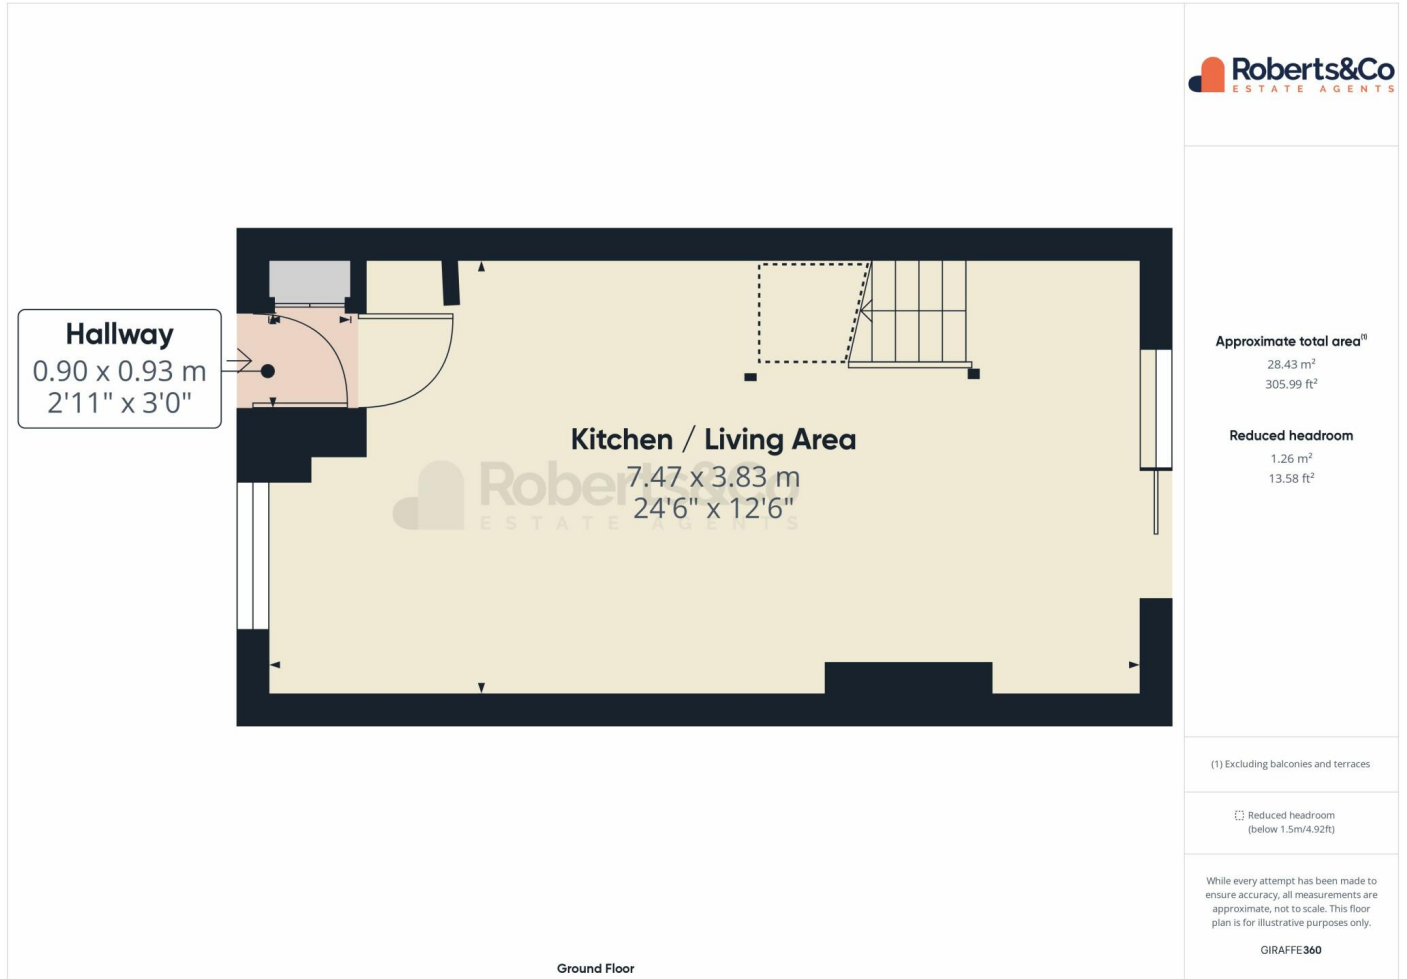 Roberts&Co
ESTATE AGENTS
Hallway
0.90 x 0.93 m
2'11" x 3'0"
Kitchen / Living Area
7.47 x 3.83 m
24'6" x 12'6"
Roberts&Co
ESTATE AGENTS
Approximate total area(1)
28.43 m²
305.99 ft²
Reduced headroom
1.26 m²
13.58 ft²
(1) Excluding balconies and terraces
Reduced headroom
(below 1.5m/4.92ft)
While every attempt has been made to
ensure accuracy, all measurements are
approximate, not to scale. This floor
plan is for illustrative purposes only.
GIRAFFE360
Ground Floor